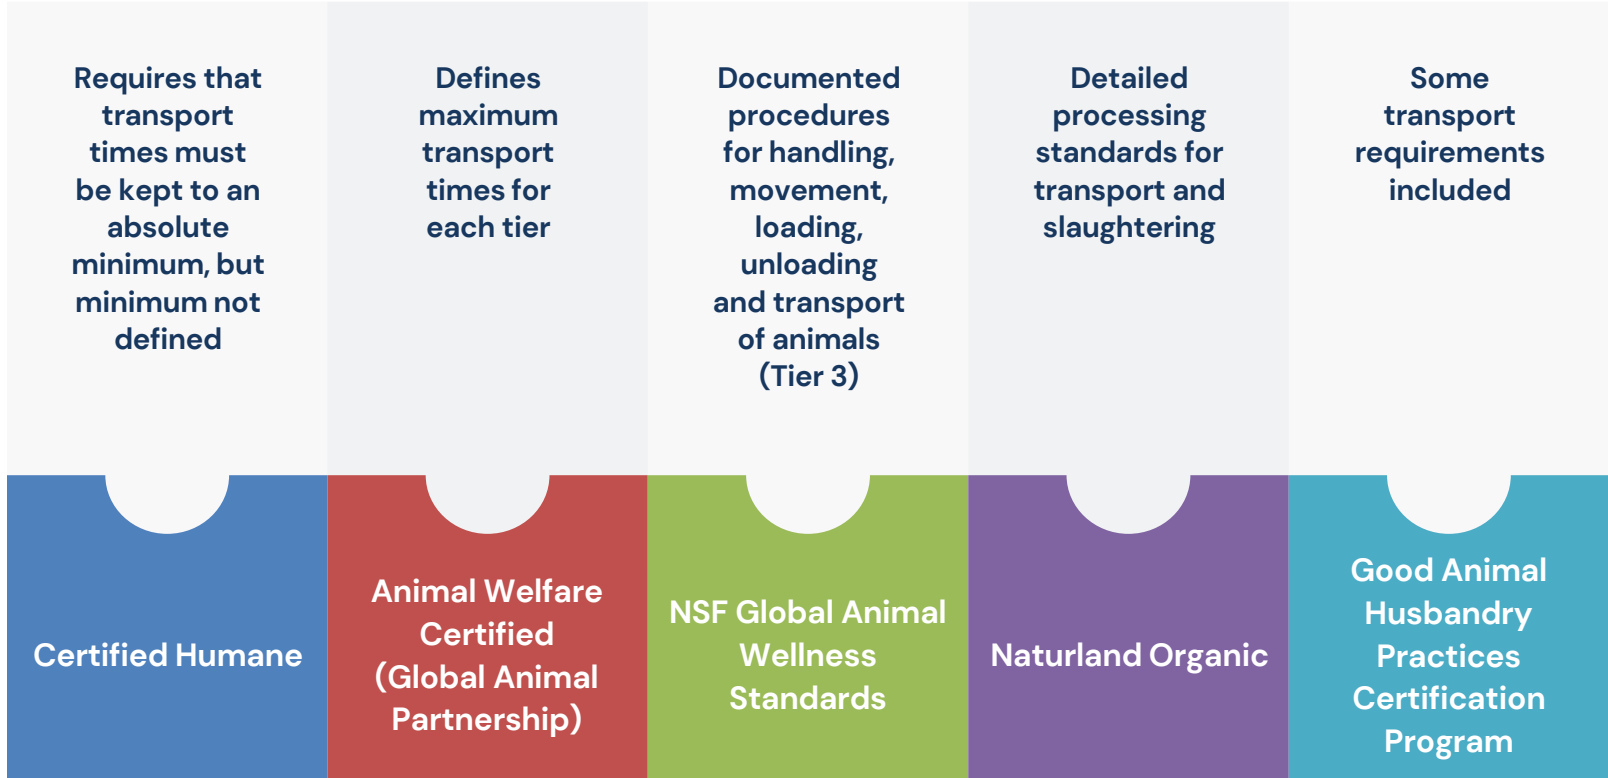 Requires that
transport
times must
be kept to an
absolute
minimum, but
minimum not
defined
Defines
maximum
transport
times for
each tier
Documented
procedures
for handling,
movement,
loading,
unloading
and transport
of animals
(Tier 3)
Detailed
processing
standards for
transport and
slaughtering
Some
transport
requirements
included
Certified Humane
Animal Welfare
Certified
(Global Animal
Partnership)
NSF Global Animal
Wellness
Standards
Naturland Organic
Good Animal
Husbandry
Practices
Certification
Program